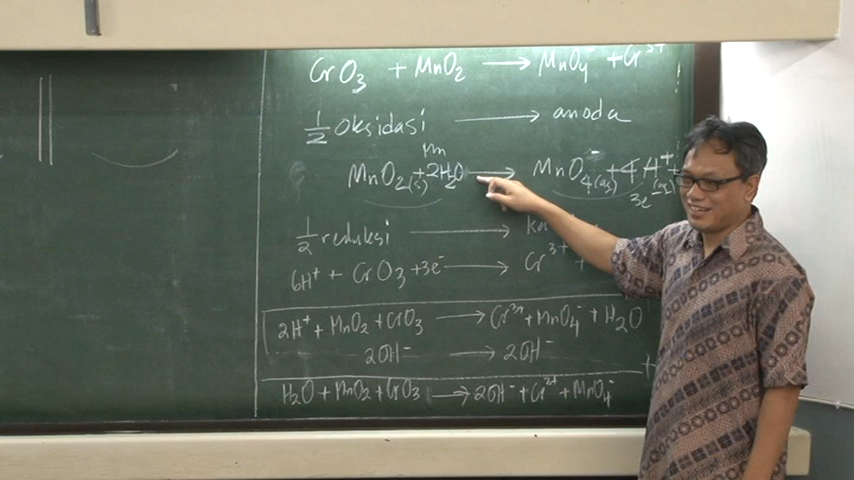 CrO3 + MnO2 → MnO4⁻ + Cr³⁺
1/2 oksidasi → anoda
Mn
MnO2(s) + 2H2O → MnO4⁻(aq) + 4H⁺(aq) +
3e
1/2 reduksi →
6H⁺ + CrO3 + 3e⁻ → Cr³⁺ +
2H⁺ + MnO2 + CrO3 → Cr³⁺ + MnO4⁻ + H2O
2OH⁻ → 2OH⁻
+
H2O + MnO2 + CrO3 → 2OH⁻ + Cr³⁺ + MnO4⁻